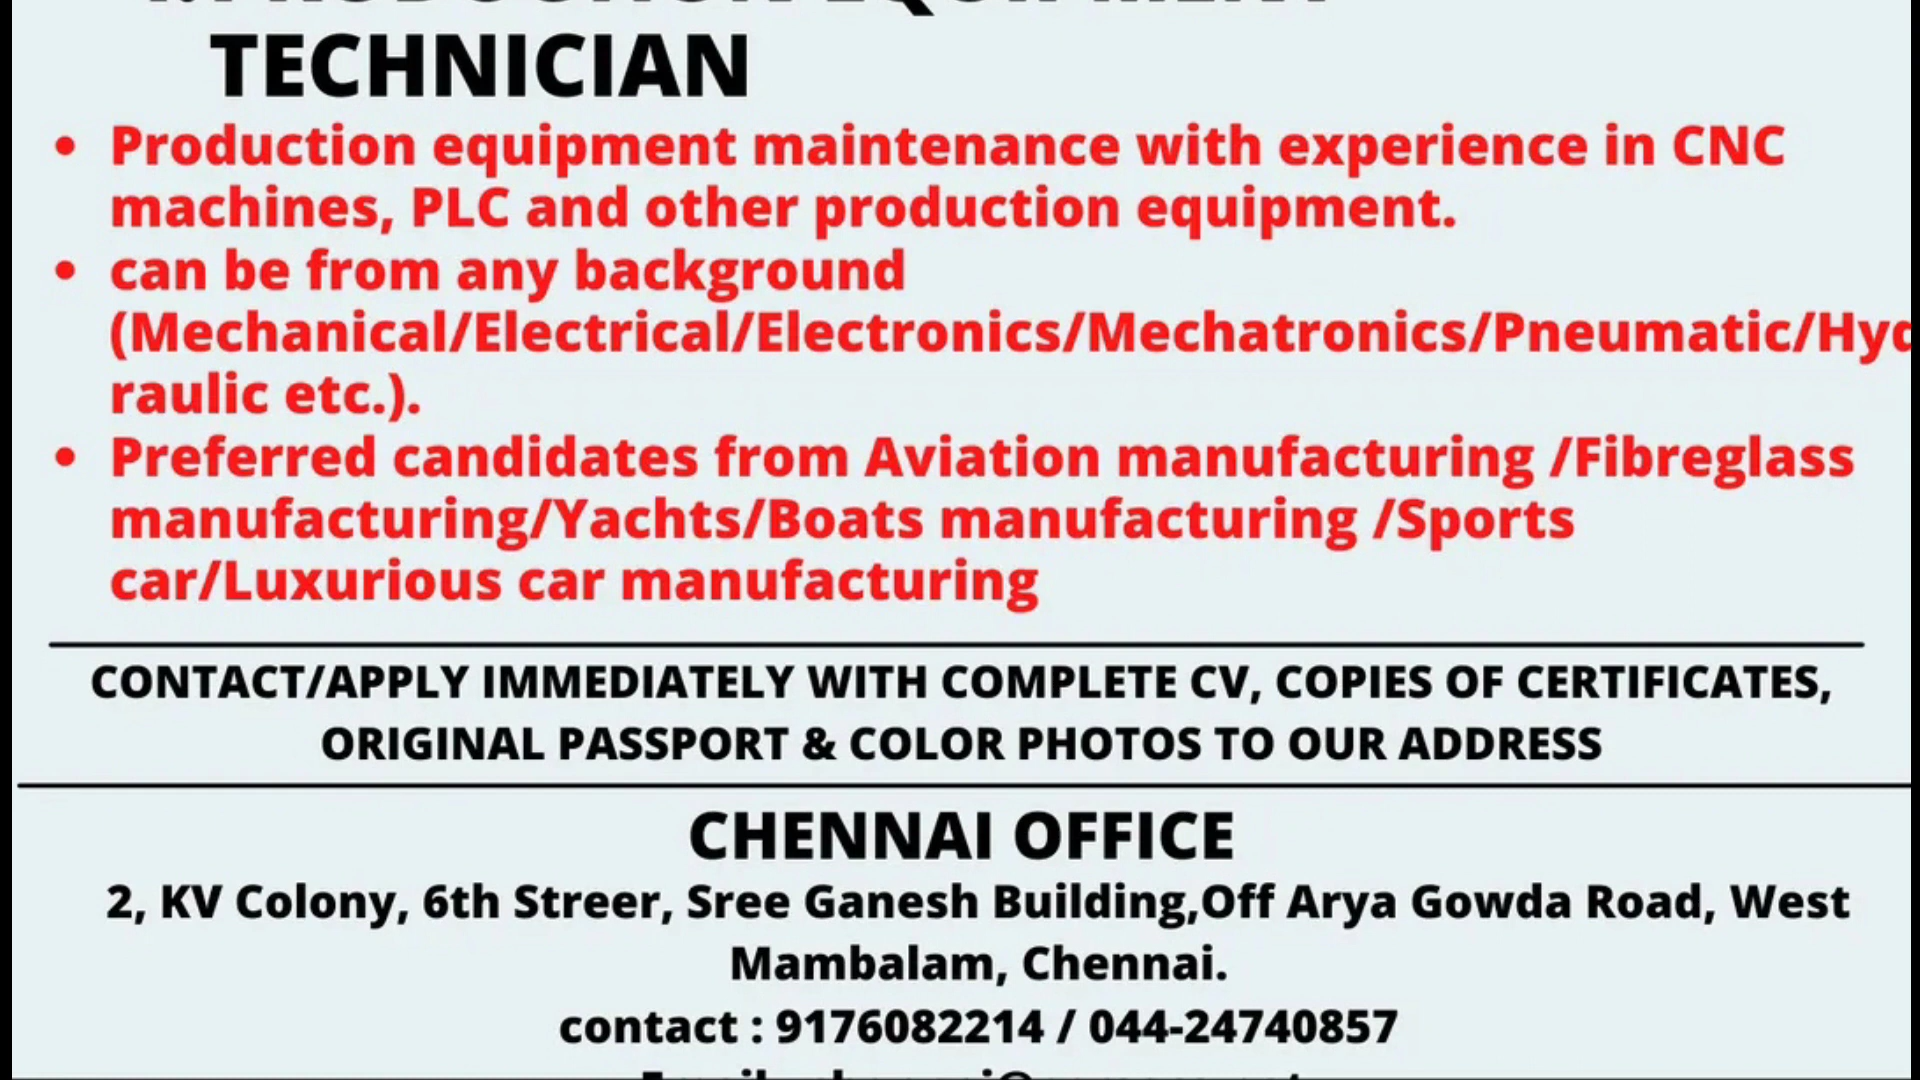 PRODUCTION EQUIPMENT
TECHNICIAN
• Production equipment maintenance with experience in CNC
machines, PLC and other production equipment.
• can be from any background
(Mechanical/Electrical/Electronics/Mechatronics/Pneumatic/Hyd
raulic etc.).
• Preferred candidates from Aviation manufacturing /Fibreglass
manufacturing/Yachts/Boats manufacturing /Sports
car/Luxurious car manufacturing
CONTACT/APPLY IMMEDIATELY WITH COMPLETE CV, COPIES OF CERTIFICATES,
ORIGINAL PASSPORT & COLOR PHOTOS TO OUR ADDRESS
CHENNAI OFFICE
2, KV Colony, 6th Streer, Sree Ganesh Building,Off Arya Gowda Road, West
Mambalam, Chennai.
contact : 9176082214 / 044-24740857